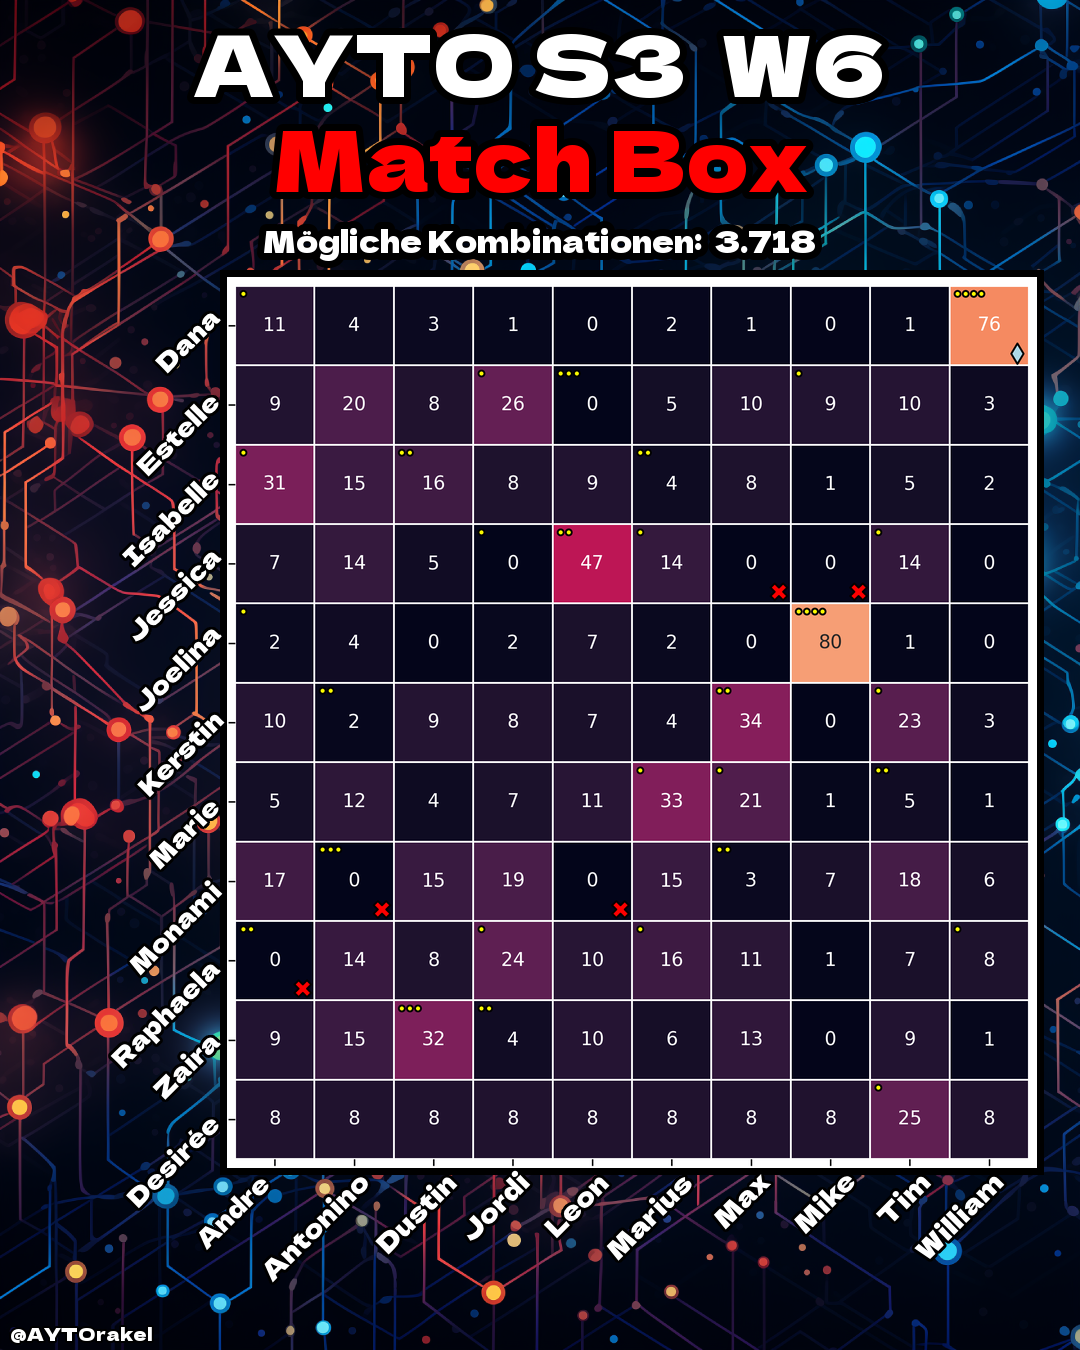 AYTO S3 W6
Match Box
Mögliche Kombinationen: 3.718
Dana 11 4 3 1 0 2 1 0 1 76
Estelle 9 20 8 26 0 5 10 9 10 3
Isabelle 31 15 16 8 9 4 8 1 5 2
Jessica 7 14 5 0 47 14 0 0 14 0
Joelina 2 4 0 2 7 2 0 80 1 0
Kerstin 10 2 9 8 7 4 34 0 23 3
Marie 5 12 4 7 11 33 21 1 5 1
Monami 17 0 15 19 0 15 3 7 18 6
Raphaela 0 14 8 24 10 16 11 1 7 8
Zaira 9 15 32 4 10 6 13 0 9 1
Desirée 8 8 8 8 8 8 8 8 25 8
Andre Antonino Dustin Jordi Leon Marius Max Mike Tim William
@AYTOrakel